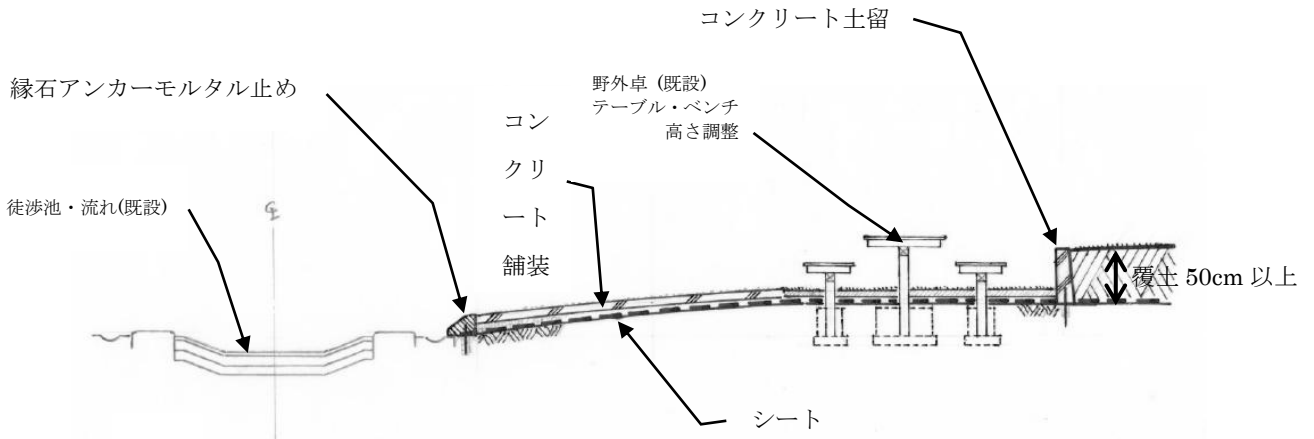 コンクリート土留
縁石アンカーモルタル止め
野外卓 (既設)
テーブル・ベンチ
高さ調整
コン
クリ
ート
舗装
徒渉池・流れ(既設)
℄
覆土 50cm 以上
シート